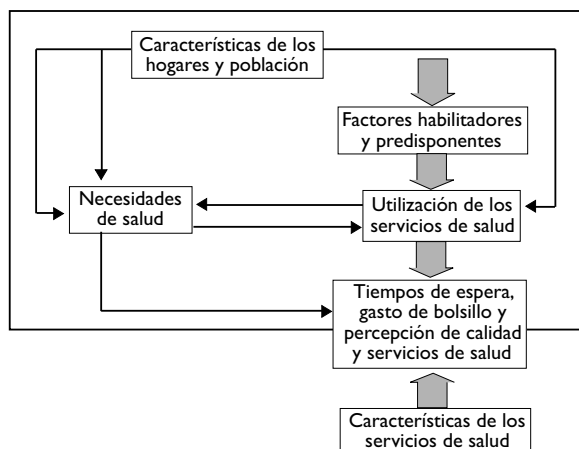 Características de los
hogares y población
Factores habilitadores
y predisponentes
Necesidades
de salud
Utilización de los
servicios de salud
Tiempos de espera,
gasto de bolsillo y
percepción de calidad
y servicios de salud
Características de los
servicios de salud